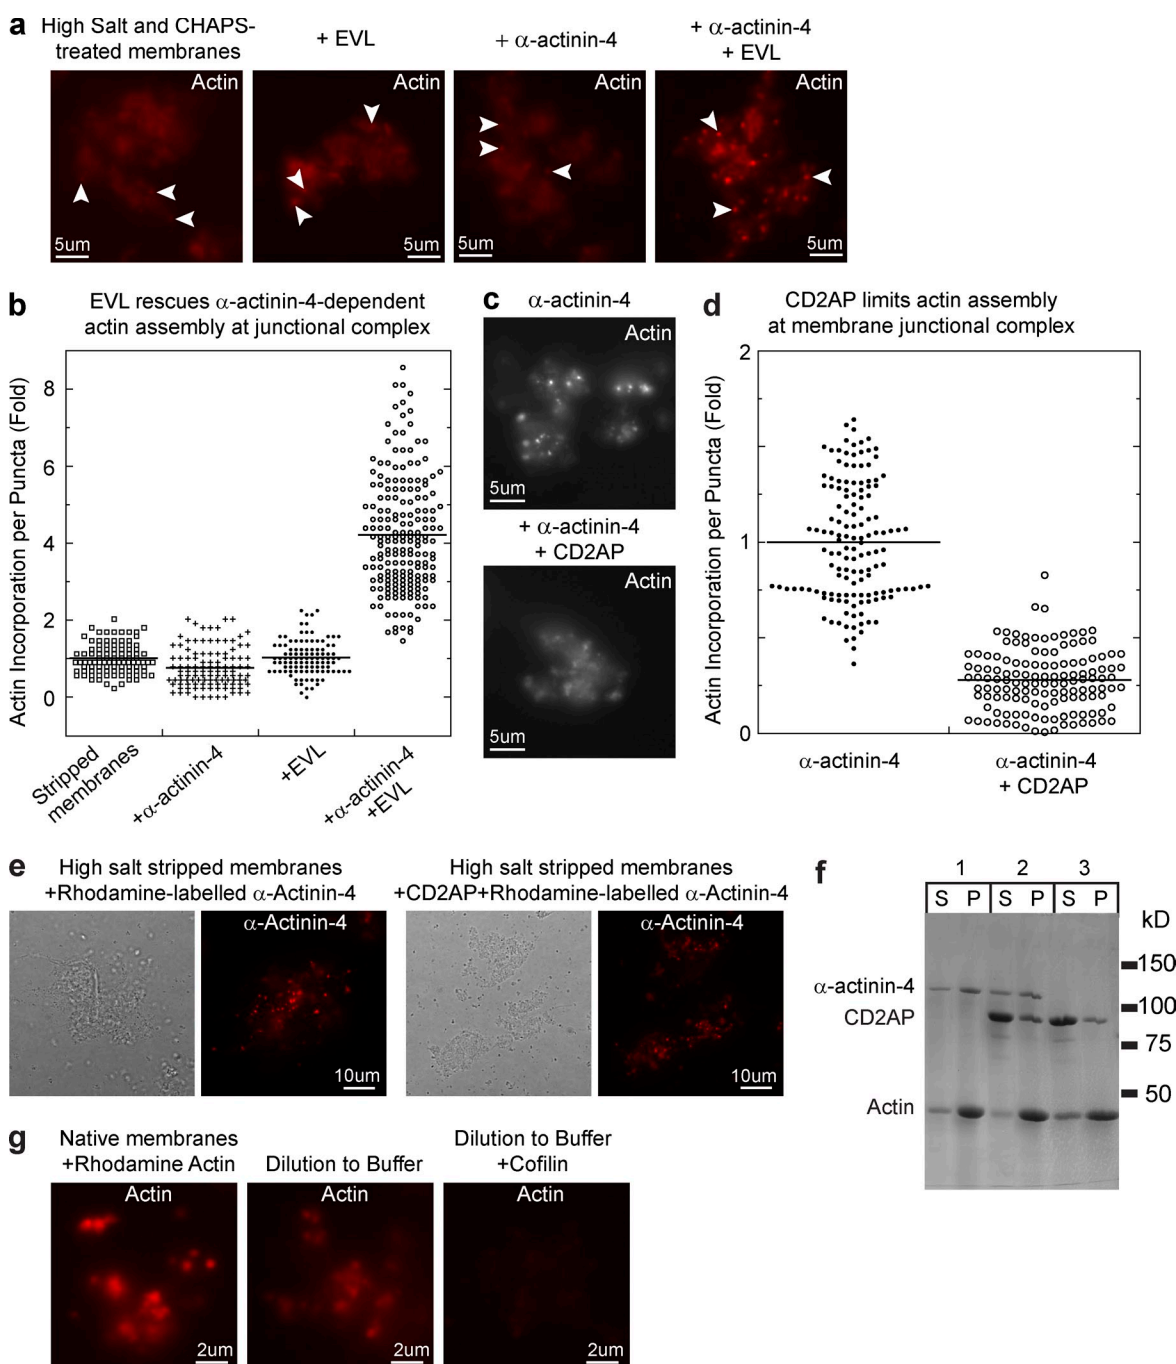 a
High Salt and CHAPS-
treated membranes
+ EVL
+ α-actinin-4
+ α-actinin-4
+ EVL
Actin
Actin
Actin
Actin
5um
5um
5um
5um
b
EVL rescues α-actinin-4-dependent
actin assembly at junctional complex
Actin Incorporation per Puncta (Fold)
8
6
4
2
0
Stripped
membranes
+α-actinin-4
+EVL
+α-actinin-4
+EVL
c
α-actinin-4
Actin
5um
+ α-actinin-4
+ CD2AP
Actin
5um
d
CD2AP limits actin assembly
at membrane junctional complex
Actin Incorporation per Puncta (Fold)
2
1
0
α-actinin-4
α-actinin-4
+ CD2AP
e
High salt stripped membranes
+Rhodamine-labelled α-Actinin-4
High salt stripped membranes
+CD2AP+Rhodamine-labelled α-Actinin-4
α-Actinin-4
10um
α-Actinin-4
10um
f
1 2 3
S P S P S P
kD
150
100
75
50
α-actinin-4
CD2AP
Actin
g
Native membranes
+Rhodamine Actin
Dilution to Buffer
Dilution to Buffer
+Cofilin
Actin
Actin
Actin
2um
2um
2um